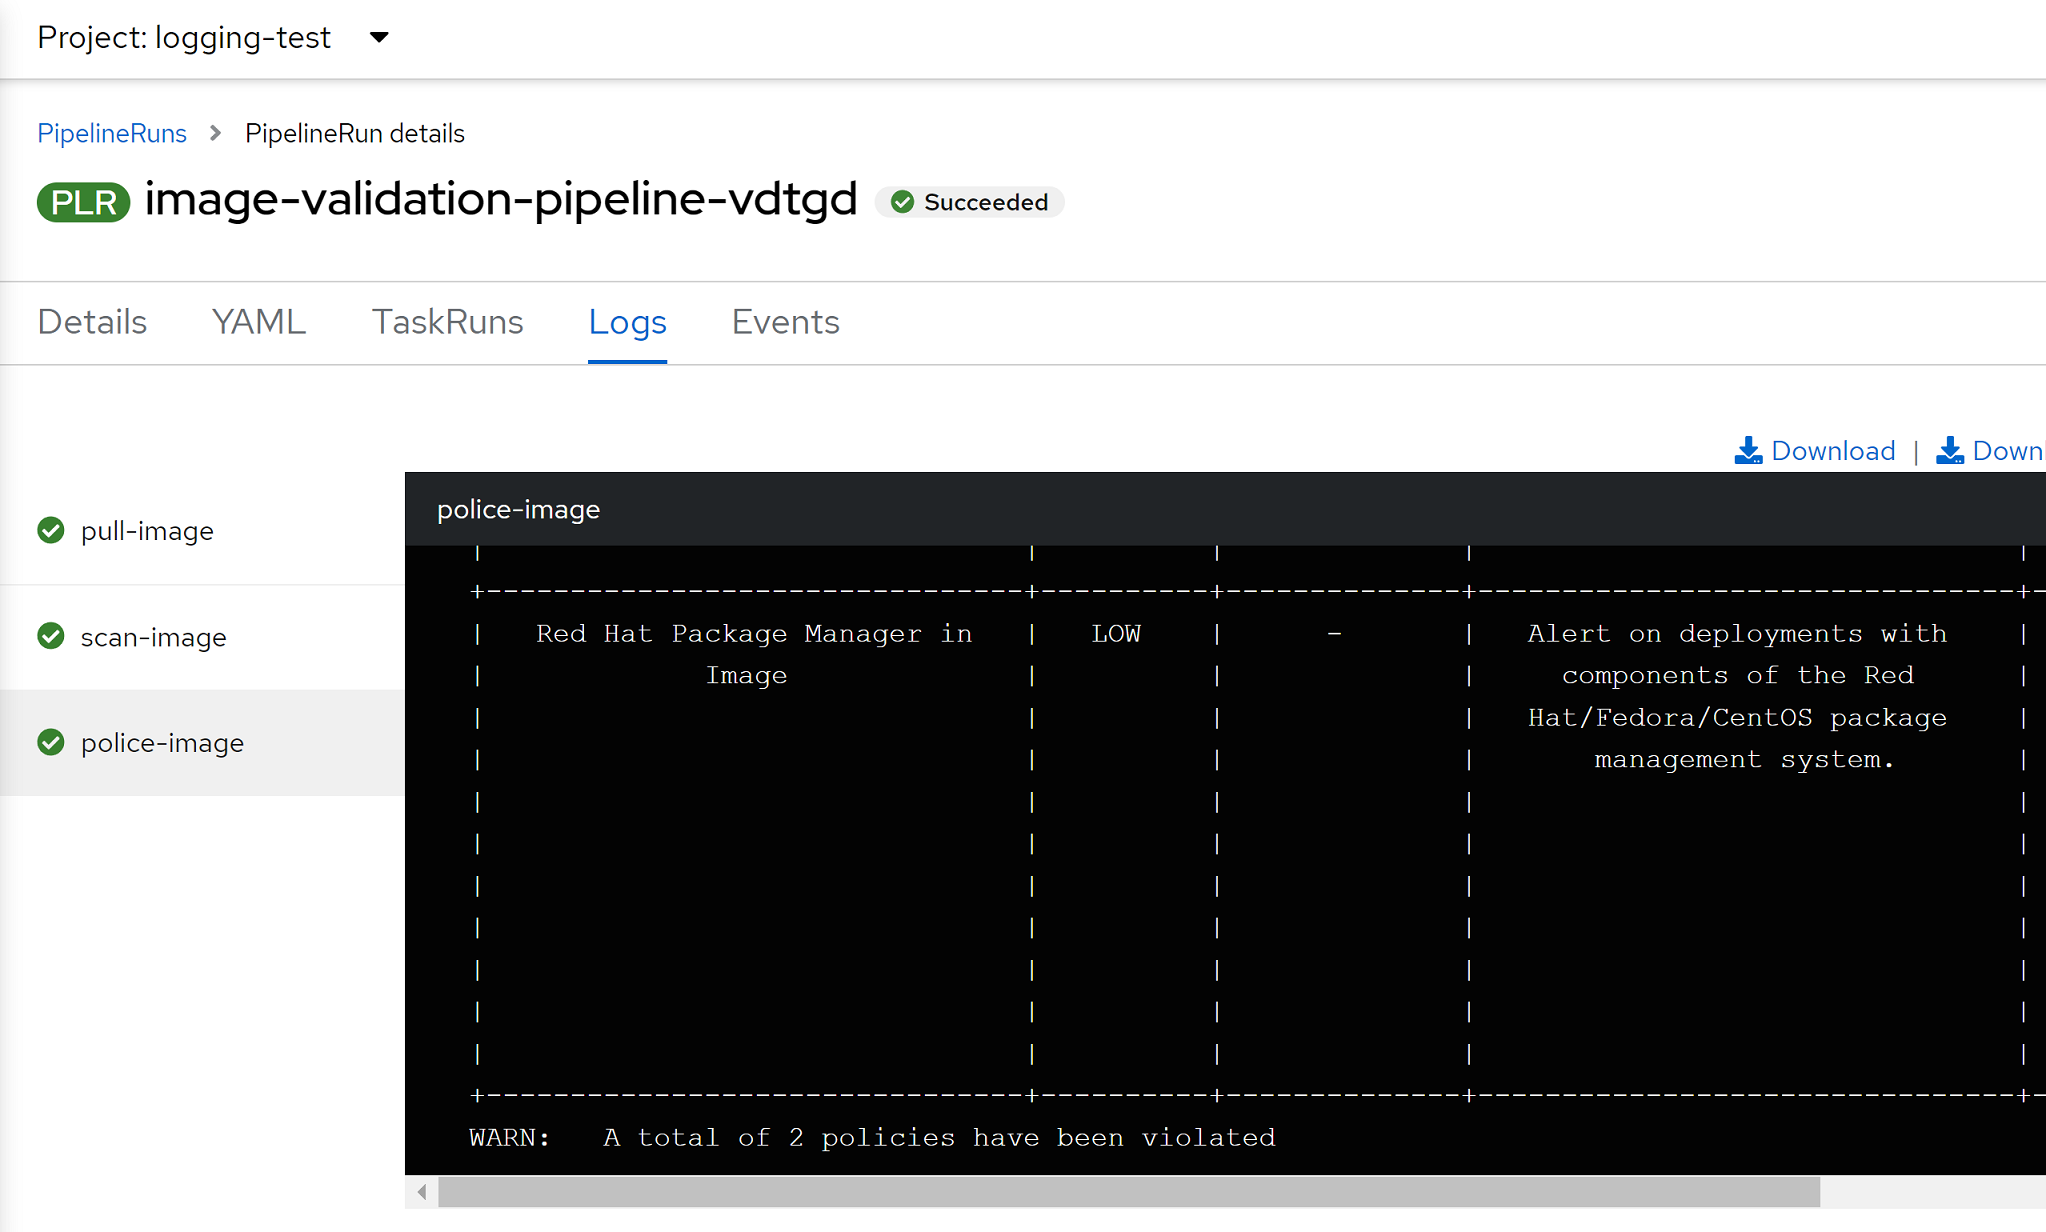 Project: logging-test
PipelineRuns > PipelineRun details
PLR image-validation-pipeline-vdtgd Succeeded
Details YAML TaskRuns Logs Events
Download | Downl
pull-image
scan-image
police-image
police-image
| | | | |
+--------------------------------+----------+--------------+--------------------------------+-
| Red Hat Package Manager in | LOW | - | Alert on deployments with |
| Image | | | components of the Red |
| | | | Hat/Fedora/CentOS package |
| | | | management system. |
| | | | |
| | | | |
| | | | |
| | | | |
| | | | |
| | | | |
| | | | |
+--------------------------------+----------+--------------+--------------------------------+-
WARN: A total of 2 policies have been violated